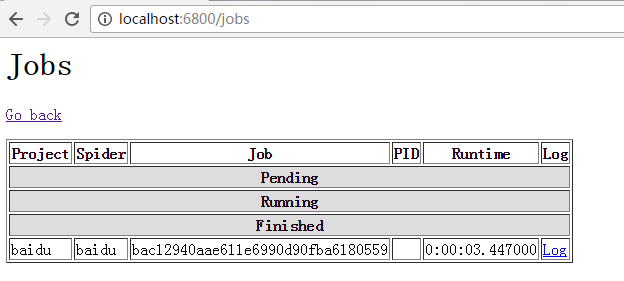 localhost:6800/jobs
Jobs
Go back
Project Spider Job PID Runtime Log
Pending
Running
Finished
baidu baidu bac12940aae611e6990d90fba6180559 0:00:03.447000 Log